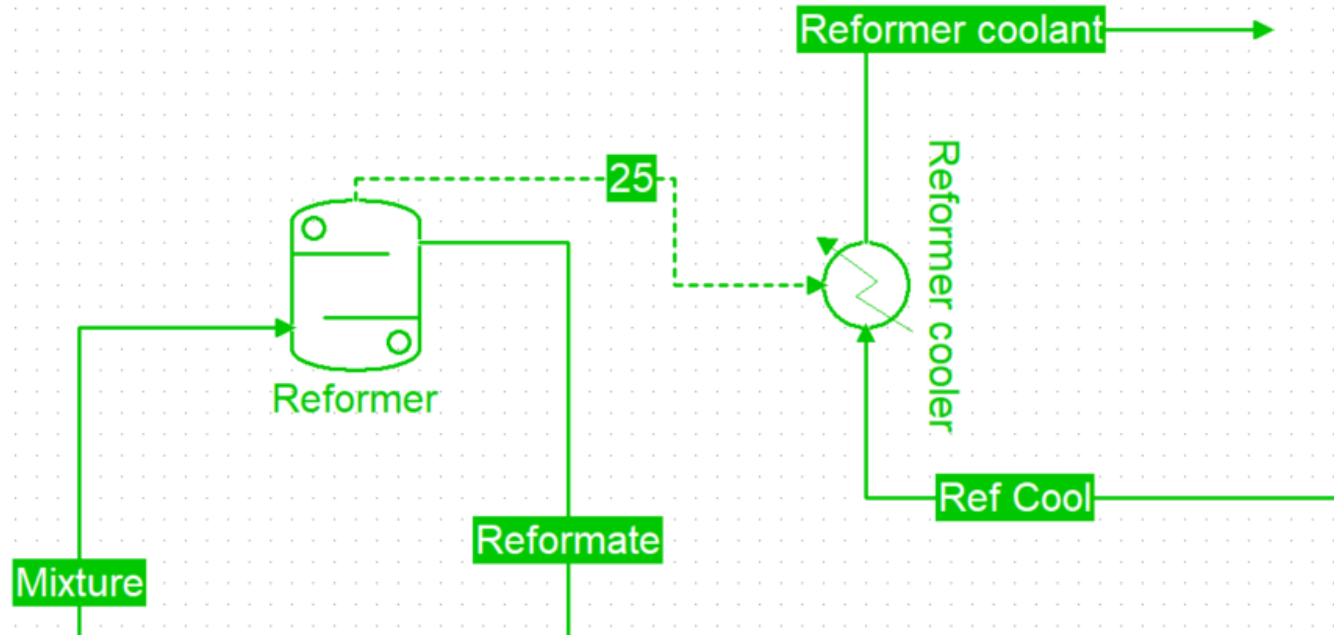 Reformer coolant
25
Reformer cooler
Reformer
Ref Cool
Reformate
Mixture